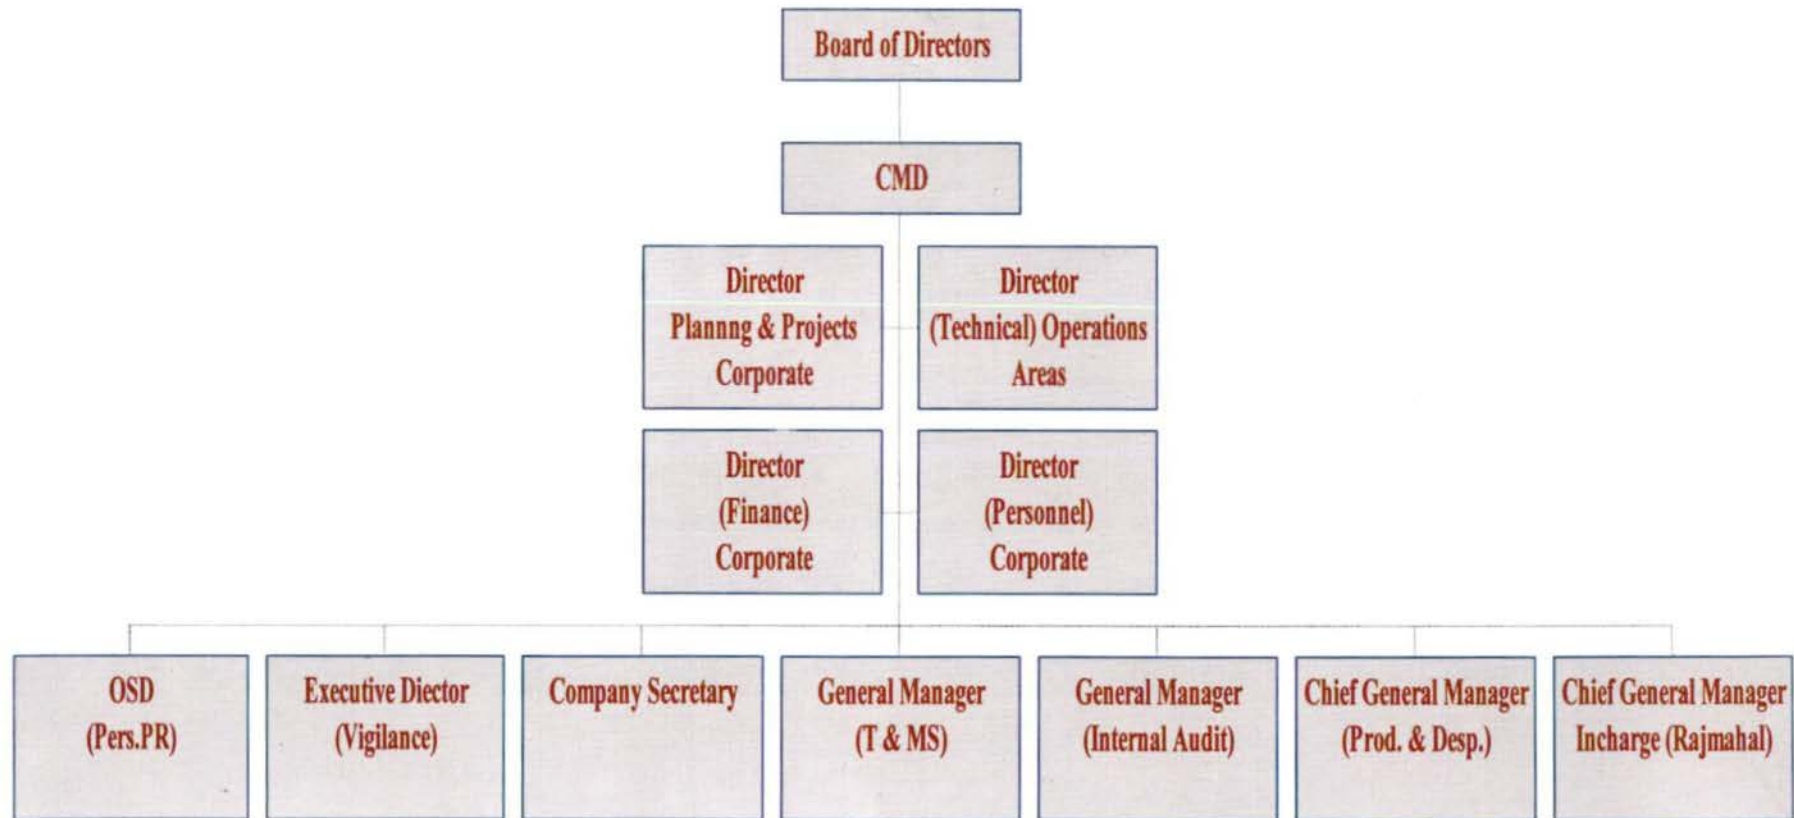 Board of Directors
CMD
Director
Plannng & Projects
Corporate
Director
(Technical) Operations
Areas
Director
(Finance)
Corporate
Director
(Personnel)
Corporate
OSD
(Pers.PR)
Executive Diector
(Vigilance)
Company Secretary
General Manager
(T & MS)
General Manager
(Internal Audit)
Chief General Manager
(Prod. & Desp.)
Chief General Manager
Incharge (Rajmahal)